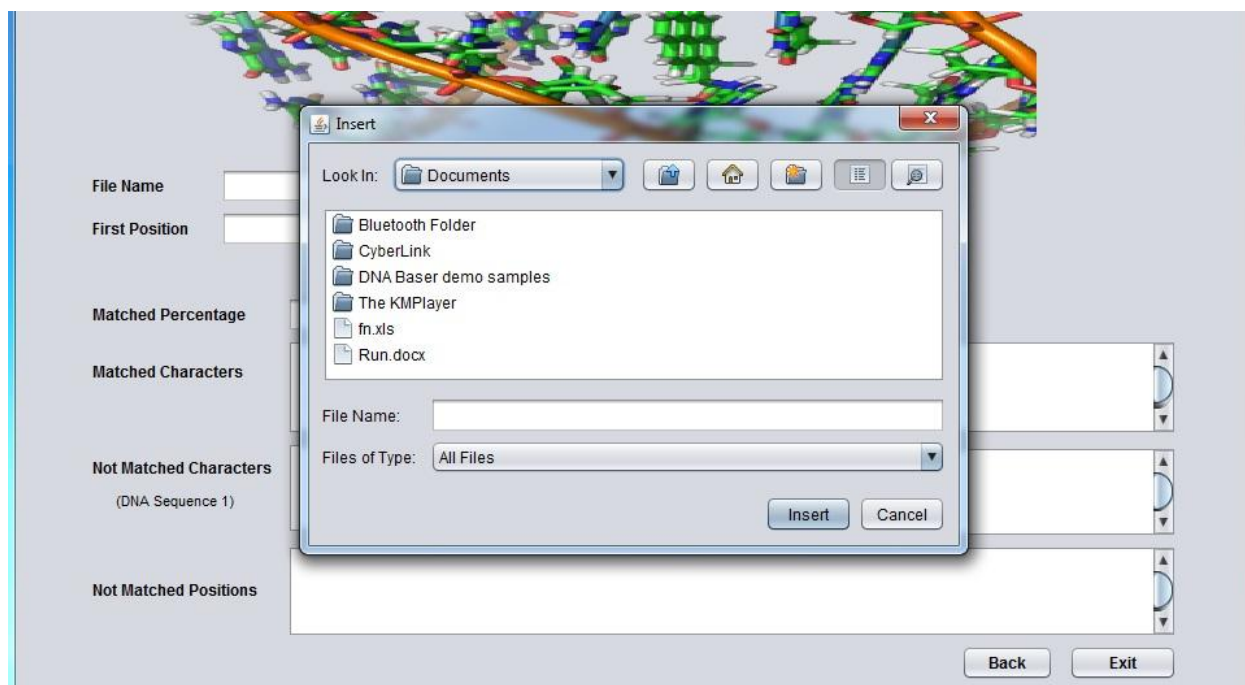 Insert
Look In: Documents
File Name
First Position
Bluetooth Folder
CyberLink
DNA Baser demo samples
The KMPlayer
fn.xls
Run.docx
Matched Percentage
Matched Characters
File Name:
Files of Type: All Files
Not Matched Characters
(DNA Sequence 1)
Insert Cancel
Not Matched Positions
Back Exit